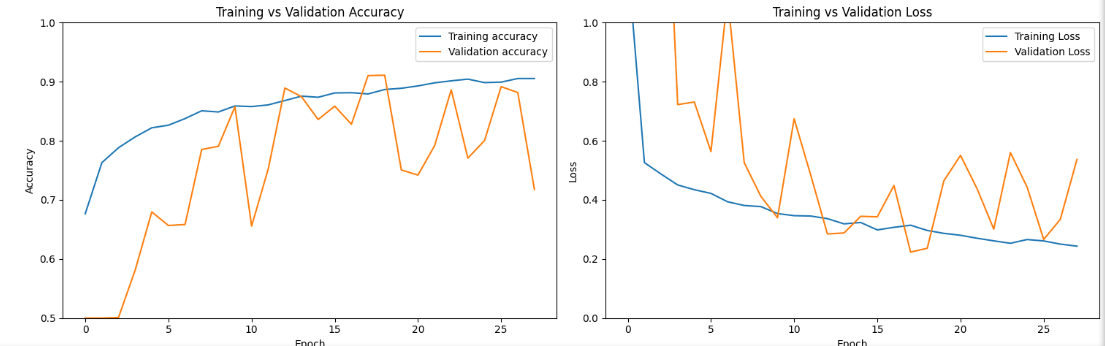 Training vs Validation Accuracy
1.0
0.9
0.8
0.7
0.6
0.5
Accuracy
Training accuracy
Validation accuracy
0
5
10
15
20
25
Epoch
Training vs Validation Loss
1.0
0.8
0.6
0.4
0.2
0.0
Loss
Training Loss
Validation Loss
0
5
10
15
20
25
Epoch